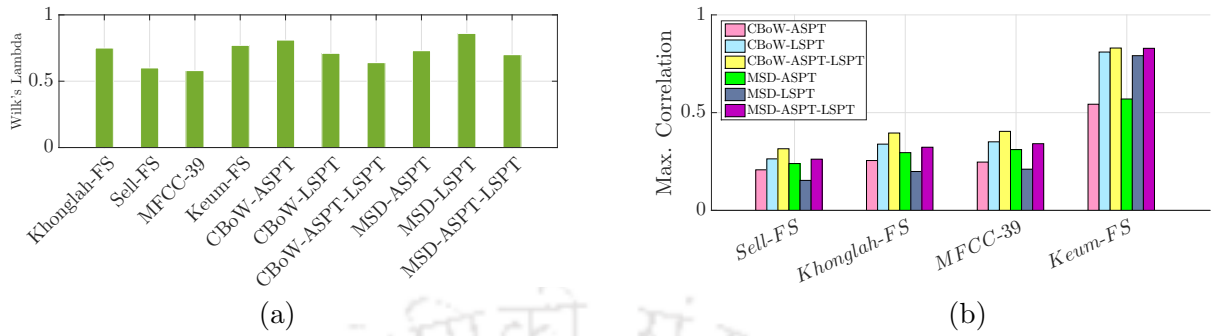 1
0.5
0
Wilk's Lambda
Khonglah-FS
Sell-FS
MFCC-39
Keum-FS
CBoW-ASPT
CBoW-LSPT
CBoW-ASPT-LSPT
MSD-ASPT
MSD-LSPT
MSD-ASPT-LSPT
(a)
1
0.5
0
Max. Correlation
CBoW-ASPT
CBoW-LSPT
CBoW-ASPT-LSPT
MSD-ASPT
MSD-LSPT
MSD-ASPT-LSPT
Sell-FS
Khonglah-FS
MFCC-39
Keum-FS
(b)